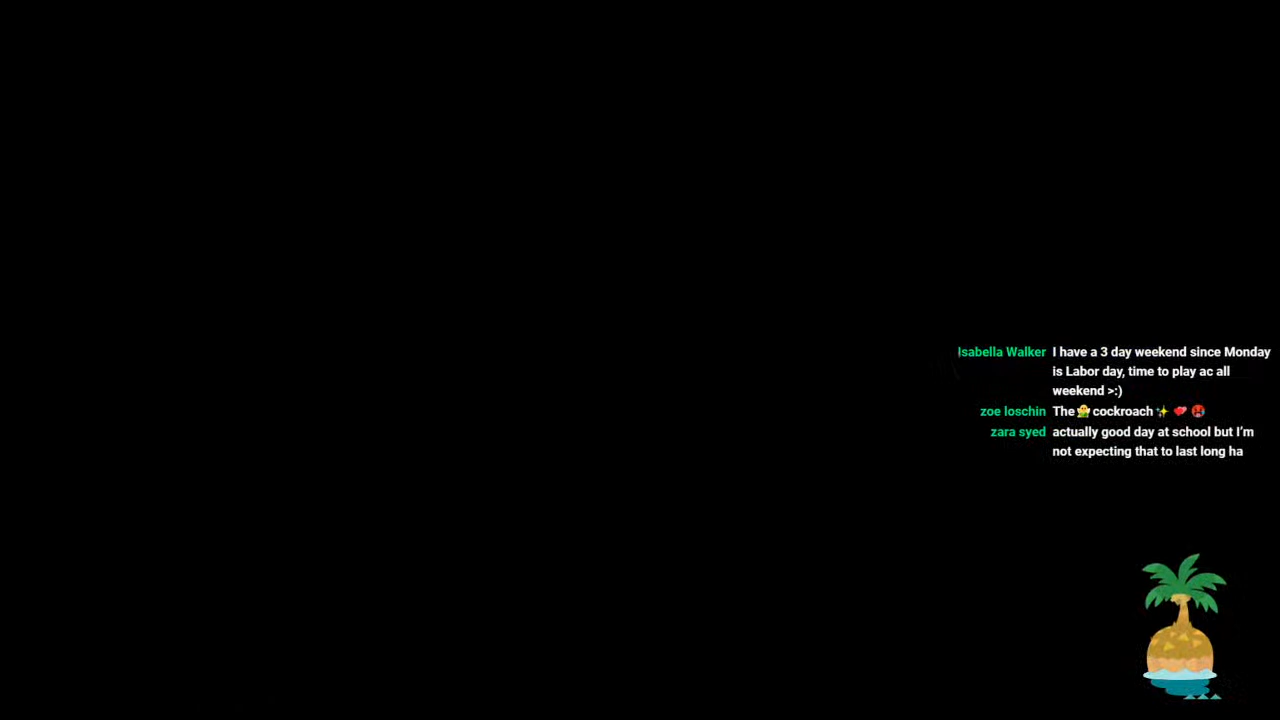 Isabella Walker I have a 3 day weekend since Monday
is Labor day, time to play ac all
weekend >:)
zoe loschin The🧝 cockroach✨ 💕 🥵
zara syed actually good day at school but I’m
not expecting that to last long ha